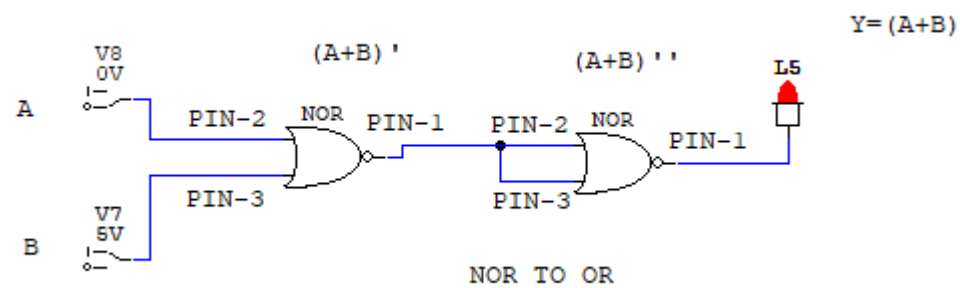 Y=(A+B)
(A+B)'
(A+B)''
V8
0V
L5
A
PIN-2
NOR
PIN-1
PIN-2
NOR
PIN-1
PIN-3
PIN-3
V7
5V
B
NOR TO OR